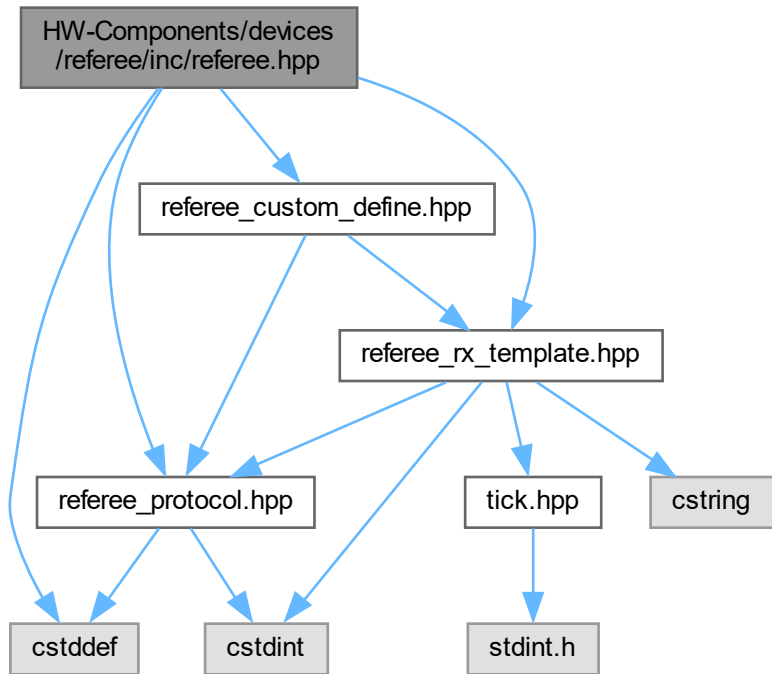 HW-Components/devices
/referee/inc/referee.hpp
referee_custom_define.hpp
referee_rx_template.hpp
referee_protocol.hpp
tick.hpp
cstring
cstddef
cstdint
stdint.h